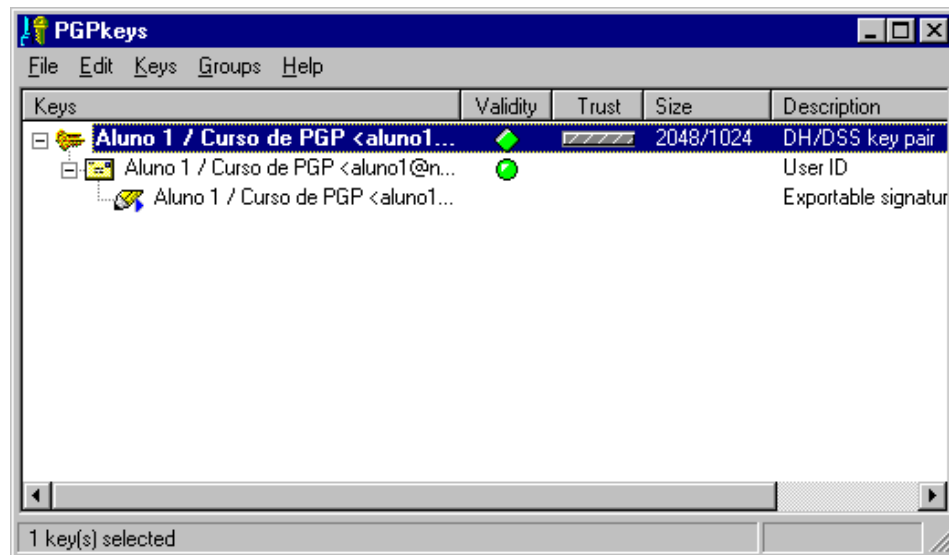 PGPkeys
File Edit Keys Groups Help
Keys Validity Trust Size Description
Aluno 1 / Curso de PGP <aluno1... 2048/1024 DH/DSS key pair
Aluno 1 / Curso de PGP <aluno1@n... User ID
Aluno 1 / Curso de PGP <aluno1... Exportable signatur
1 key(s) selected